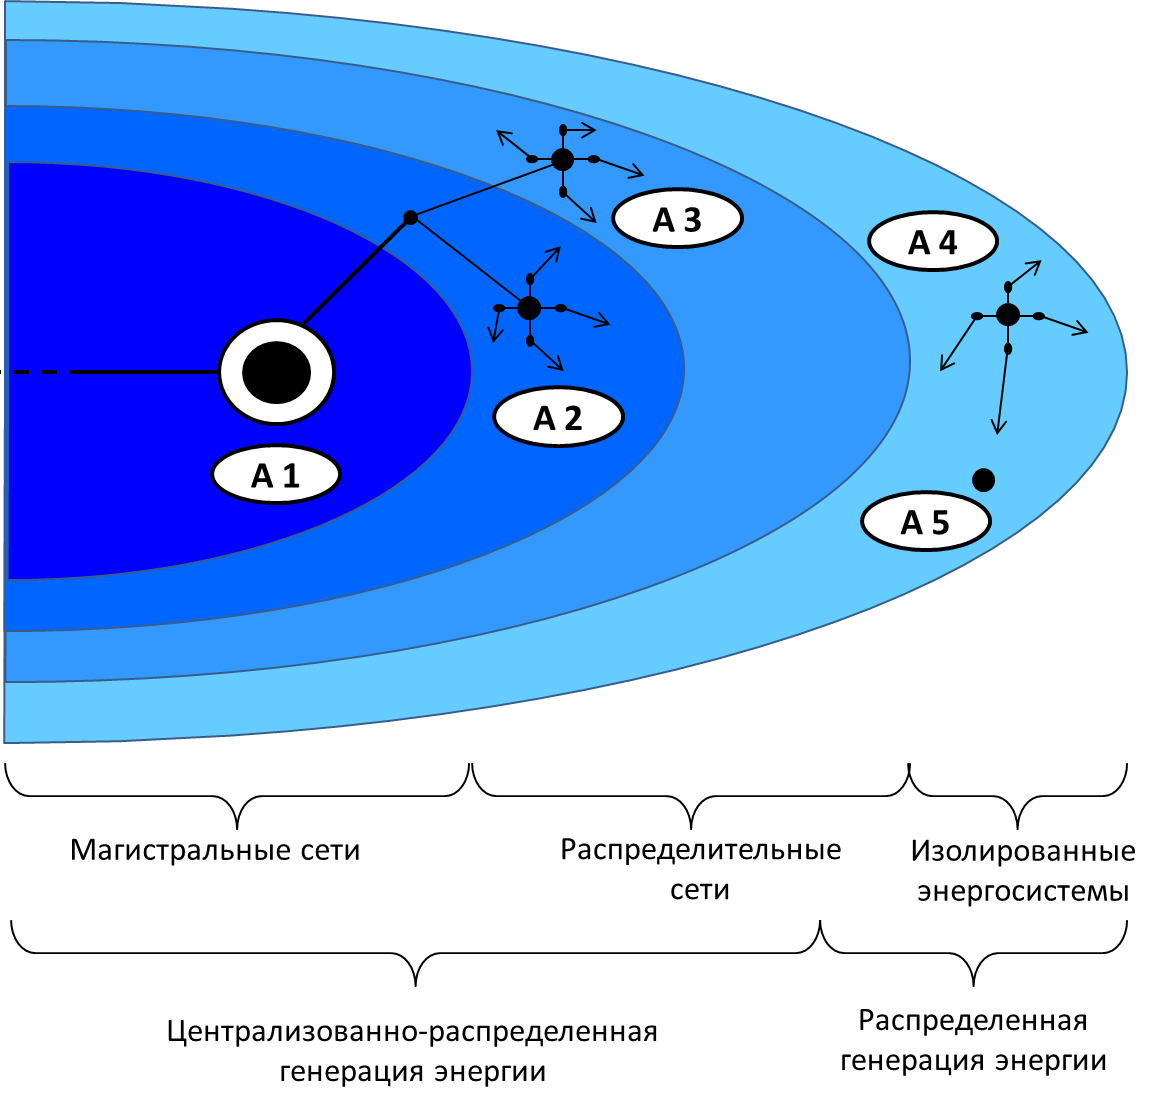 А 3
А 4
А 2
А 1
А 5
Магистральные сети
Распределительные
сети
Изолированные
энергосистемы
Централизованно-распределенная
генерация энергии
Распределенная
генерация энергии